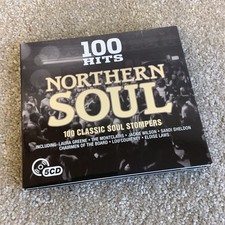 100
HITS
NORTHERN
SOUL
100 CLASSIC SOUL STOMPERS
INCLUDING: LAURA GREENE • THE MONTCLAIRS • JACKIE WILSON • SANDI SHELDON
CHAIRMEN OF THE BOARD • LOU COURTNEY • ELOISE LAWS
5CD